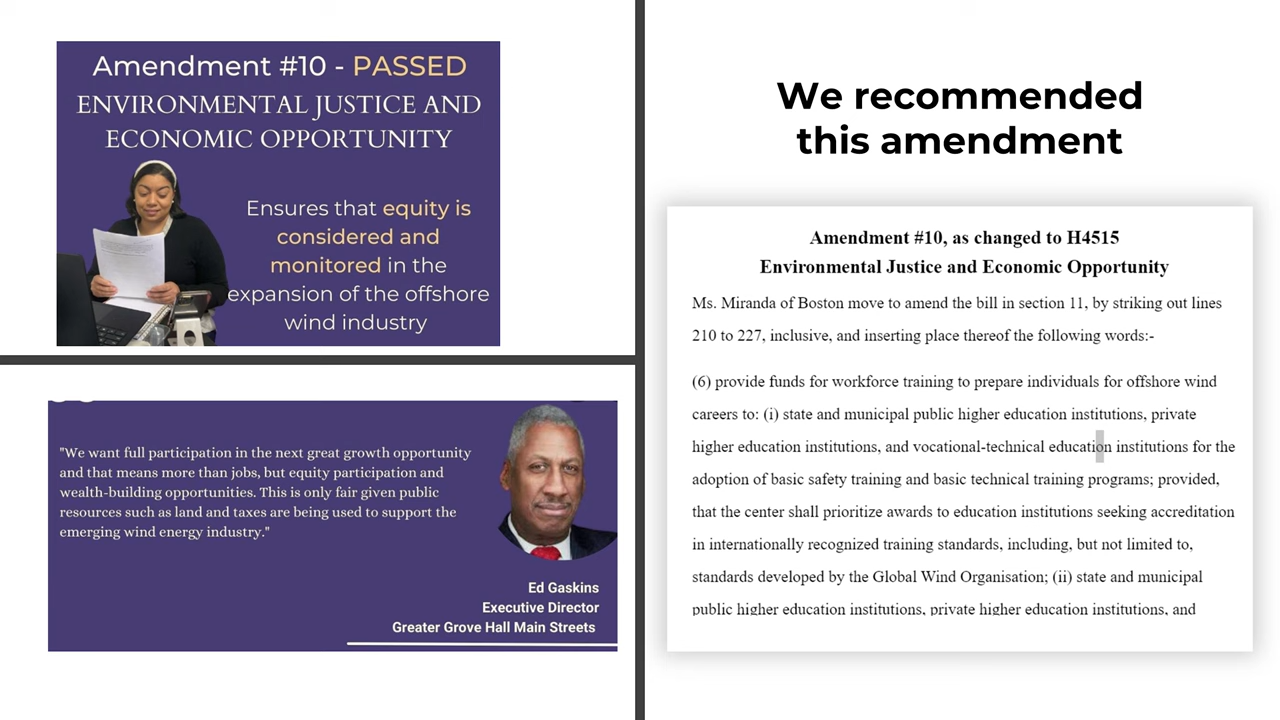 Amendment #10 - PASSED
ENVIRONMENTAL JUSTICE AND
ECONOMIC OPPORTUNITY
Ensures that equity is
considered and
monitored in the
expansion of the offshore
wind industry
"We want full participation in the next great growth opportunity
and that means more than jobs, but equity participation and
wealth-building opportunities. This is only fair given public
resources such as land and taxes are being used to support the
emerging wind energy industry."
Ed Gaskins
Executive Director
Greater Grove Hall Main Streets
We recommended
this amendment
Amendment #10, as changed to H4515
Environmental Justice and Economic Opportunity
Ms. Miranda of Boston move to amend the bill in section 11, by striking out lines
210 to 227, inclusive, and inserting place thereof the following words:-
(6) provide funds for workforce training to prepare individuals for offshore wind
careers to: (i) state and municipal public higher education institutions, private
higher education institutions, and vocational-technical education institutions for the
adoption of basic safety training and basic technical training programs; provided,
that the center shall prioritize awards to education institutions seeking accreditation
in internationally recognized training standards, including, but not limited to,
standards developed by the Global Wind Organisation; (ii) state and municipal
public higher education institutions, private higher education institutions, and